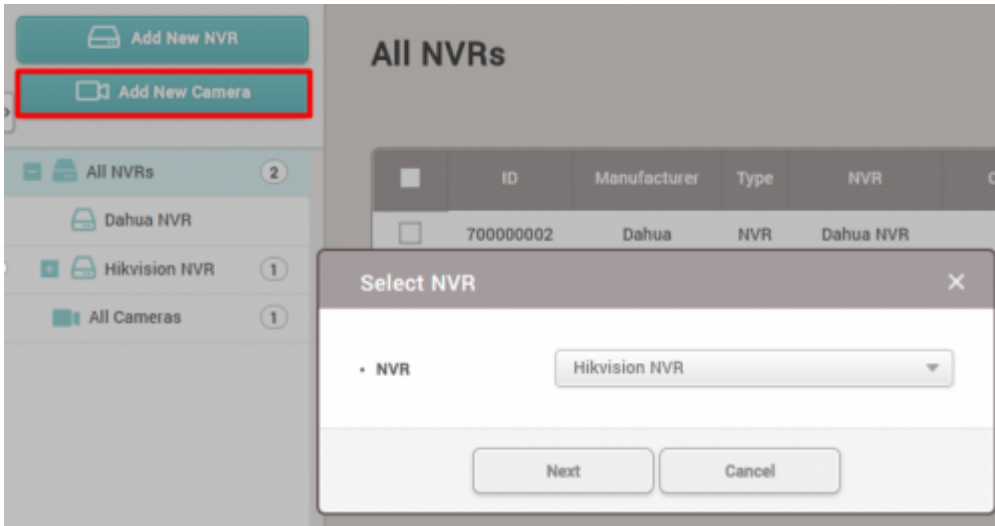 Add New NVR
Add New Camera
All NVRs 2
Dahua NVR
Hikvision NVR 1
All Cameras 1
All NVRs
ID Manufacturer Type NVR
700000002 Dahua NVR Dahua NVR
Select NVR
• NVR Hikvision NVR
Next Cancel